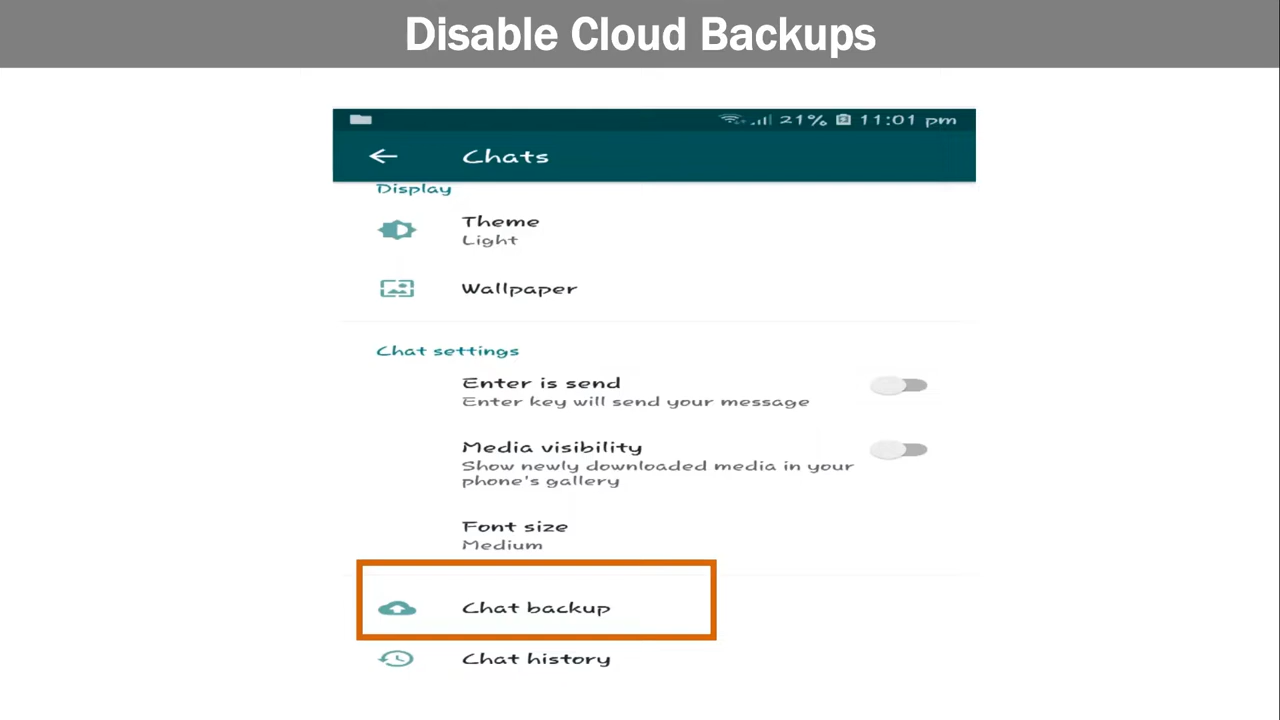 Disable Cloud Backups
21% 11:01 pm
Chats
Display
Theme
Light
Wallpaper
Chat settings
Enter is send
Enter key will send your message
Media visibility
Show newly downloaded media in your
phone's gallery
Font size
Medium
Chat backup
Chat history